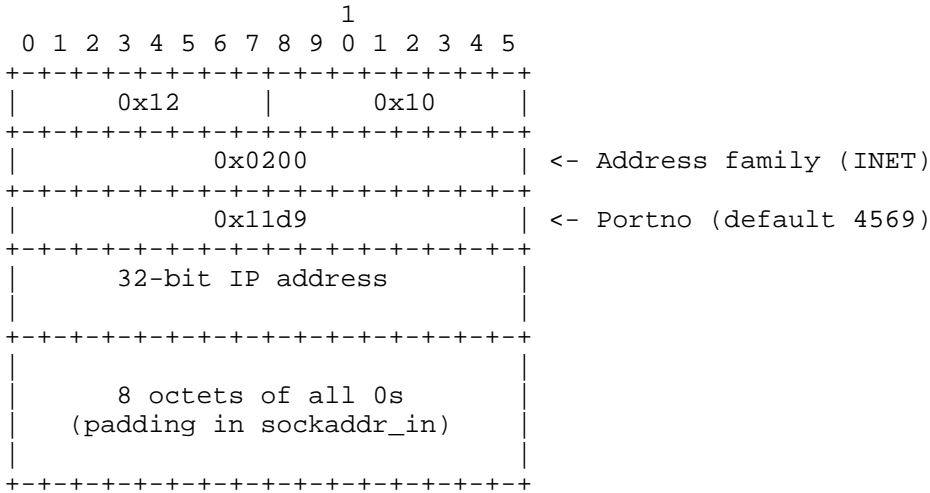 1
 0 1 2 3 4 5 6 7 8 9 0 1 2 3 4 5
+-+-+-+-+-+-+-+-+-+-+-+-+-+-+-+-+
|      0x12     |      0x10     |
+-+-+-+-+-+-+-+-+-+-+-+-+-+-+-+-+
|            0x0200             | <- Address family (INET)
+-+-+-+-+-+-+-+-+-+-+-+-+-+-+-+-+
|            0x11d9             | <- Portno (default 4569)
+-+-+-+-+-+-+-+-+-+-+-+-+-+-+-+-+
|      32-bit IP address        |
|                               |
+-+-+-+-+-+-+-+-+-+-+-+-+-+-+-+-+
|                               |
|      8 octets of all 0s       |
|   (padding in sockaddr_in)    |
|                               |
+-+-+-+-+-+-+-+-+-+-+-+-+-+-+-+-+